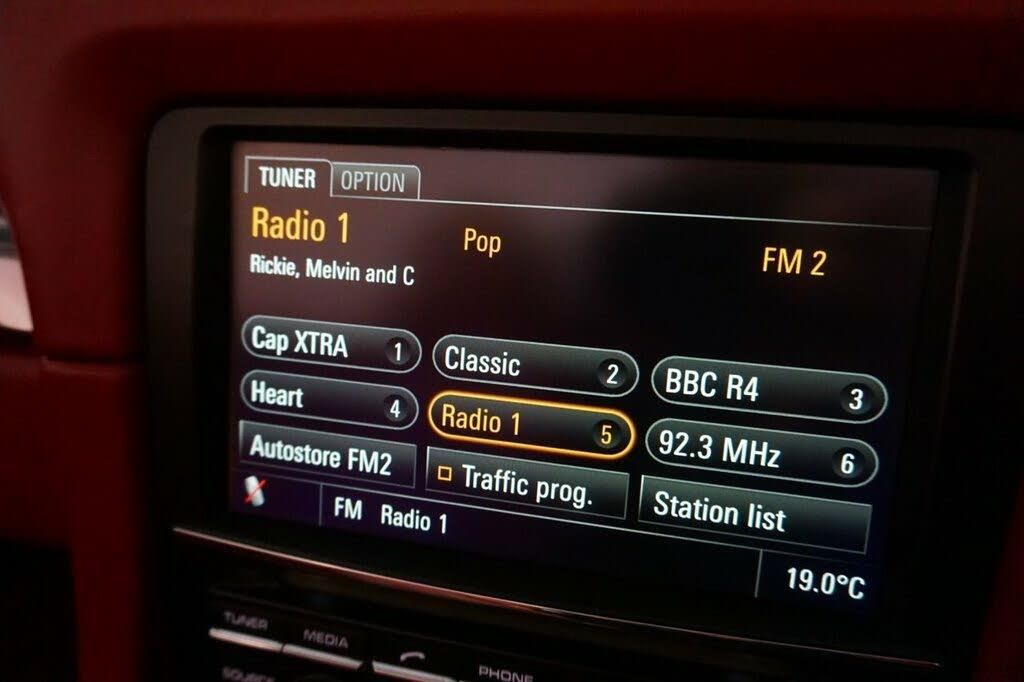 TUNER OPTION
Radio 1 Pop FM 2
Rickie, Melvin and C
Cap XTRA 1 Classic 2 BBC R4 3
Heart 4 Radio 1 5 92.3 MHz 6
Autostore FM2 Traffic prog. Station list
FM Radio 1
19.0°C
TUNER MEDIA PHONE
SOURCE